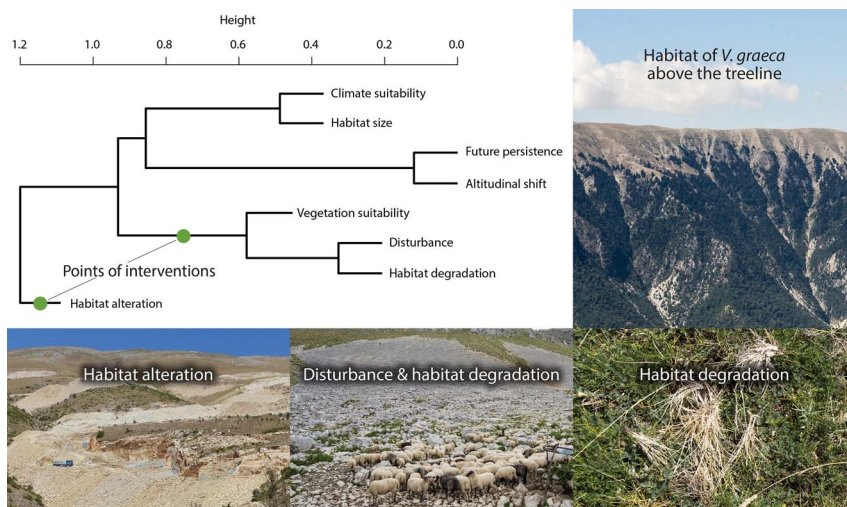 Height
1.2 1.0 0.8 0.6 0.4 0.2 0.0
Climate suitability
Habitat size
Future persistence
Altitudinal shift
Vegetation suitability
Disturbance
Habitat degradation
Points of interventions
Habitat alteration
Habitat of V. graeca
above the treeline
Habitat alteration
Disturbance & habitat degradation
Habitat degradation